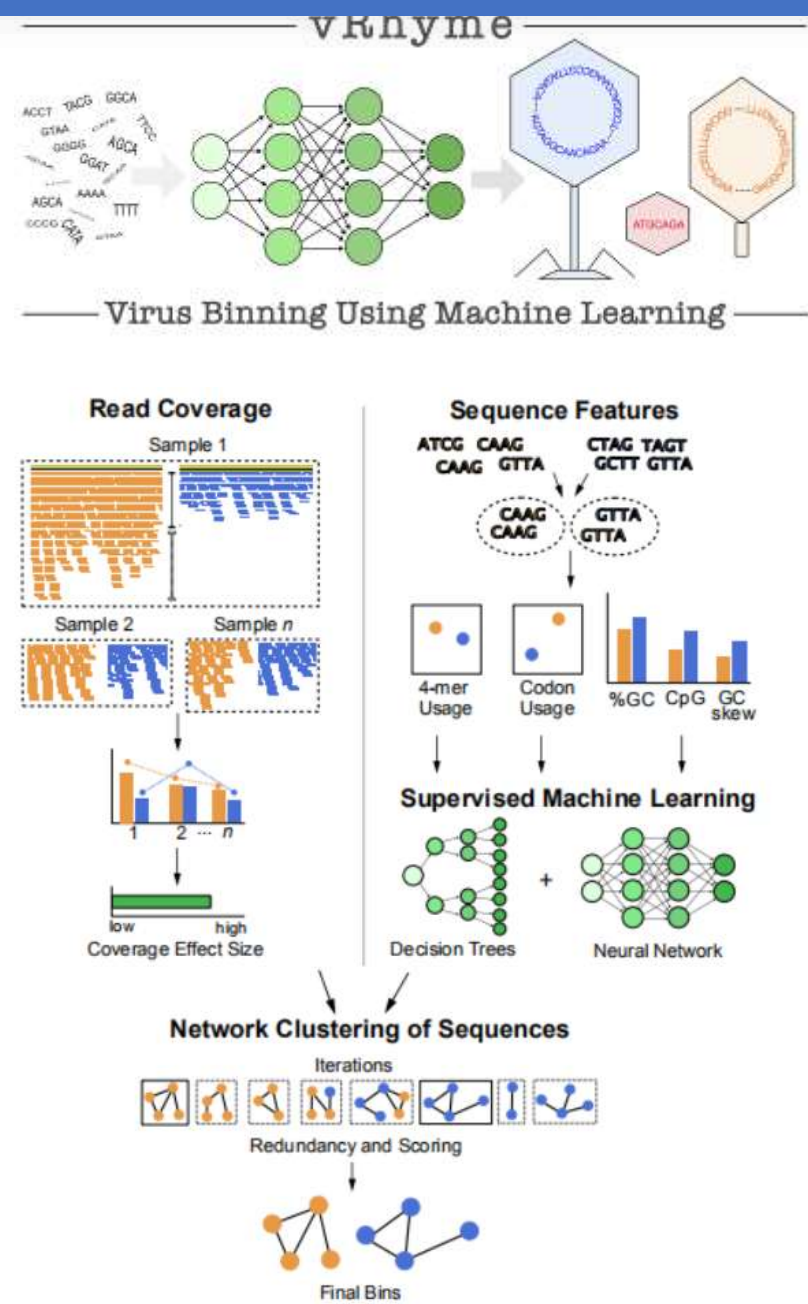 vRhyme
ACCT TACG GGCA
GTAA
TTCC
GGGG AGCA
GGAT
AGCA AAAA
TTTT
CCCG CATA
ATGCAGA
Virus Binning Using Machine Learning
Read Coverage
Sample 1
Sample 2 Sample n
1 2 ... n
low high
Coverage Effect Size
Sequence Features
ATCG CAAG CTAG TAGT
CAAG GTTA GCTT GTTA
CAAG GTTA
CAAG GTTA
4-mer Codon %GC CpG GC
Usage Usage skew
Supervised Machine Learning
+
Decision Trees Neural Network
Network Clustering of Sequences
Iterations
Redundancy and Scoring
Final Bins